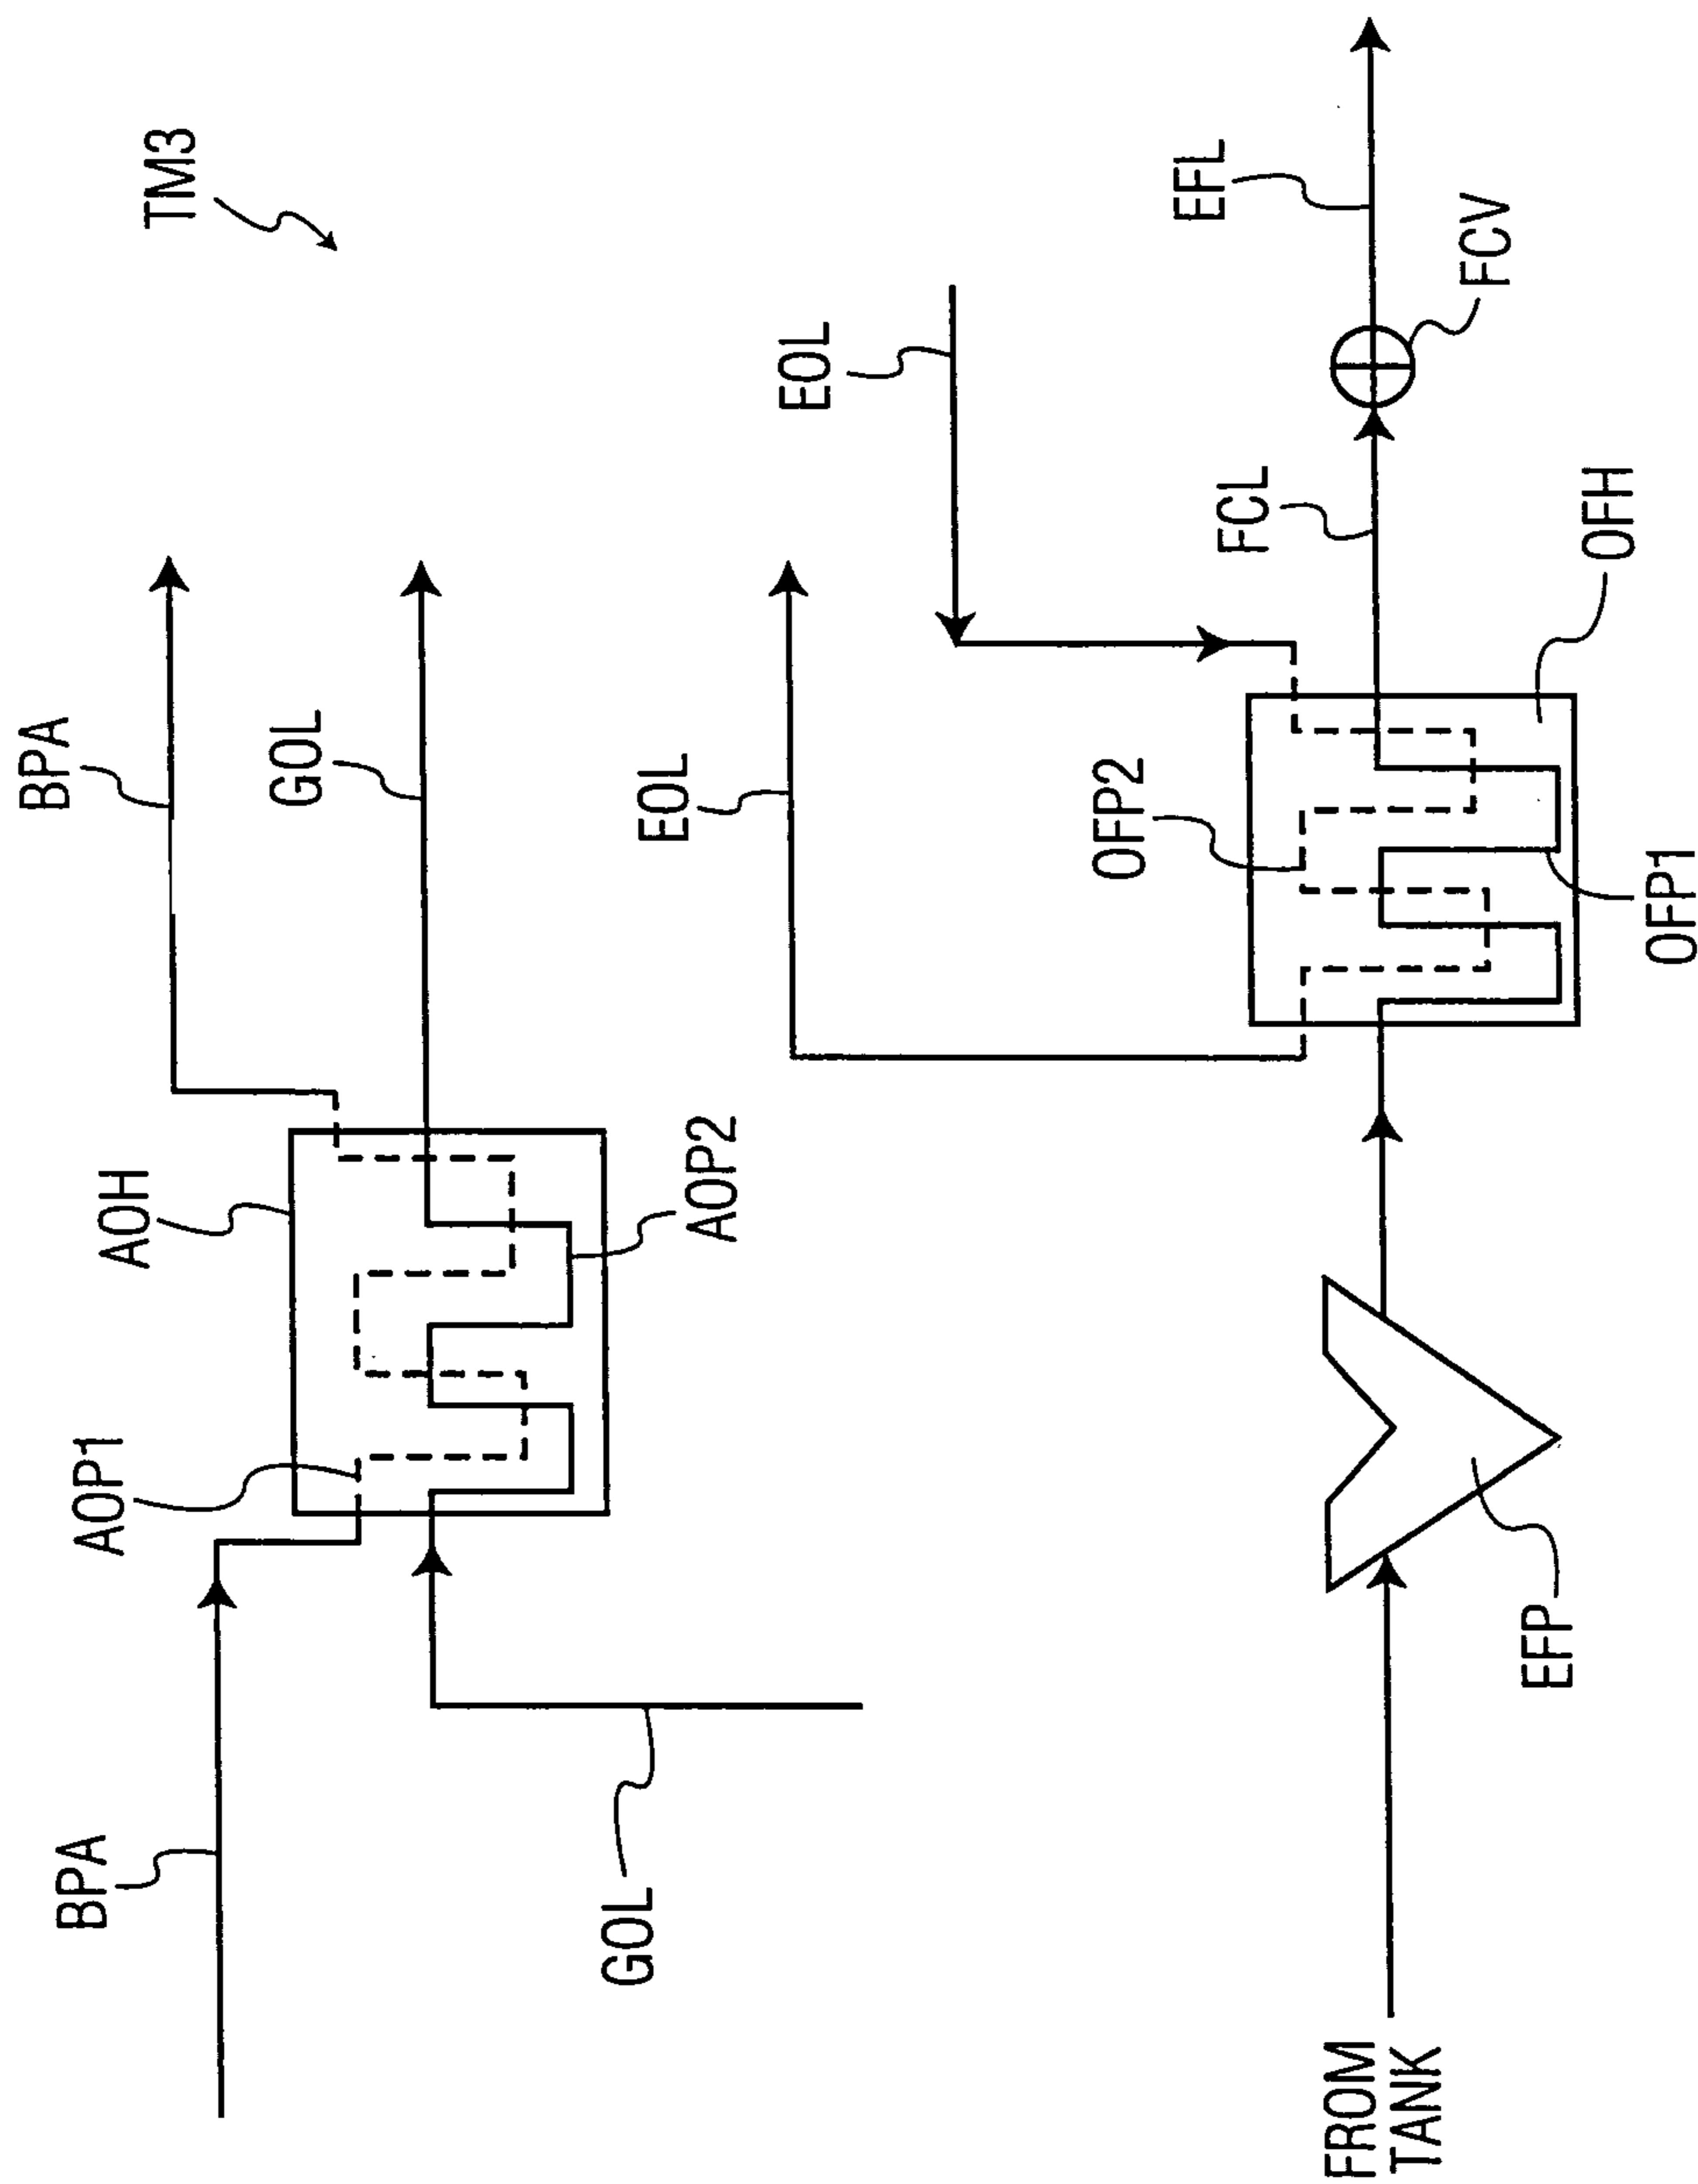 TM3
BPA
GOL
AOH
AOP1
AOP2
BPA
GOL
EOL
EOL
EFL
FCV
FCL
OFH
OFP2
OFP1
EFP
FROM
TANK